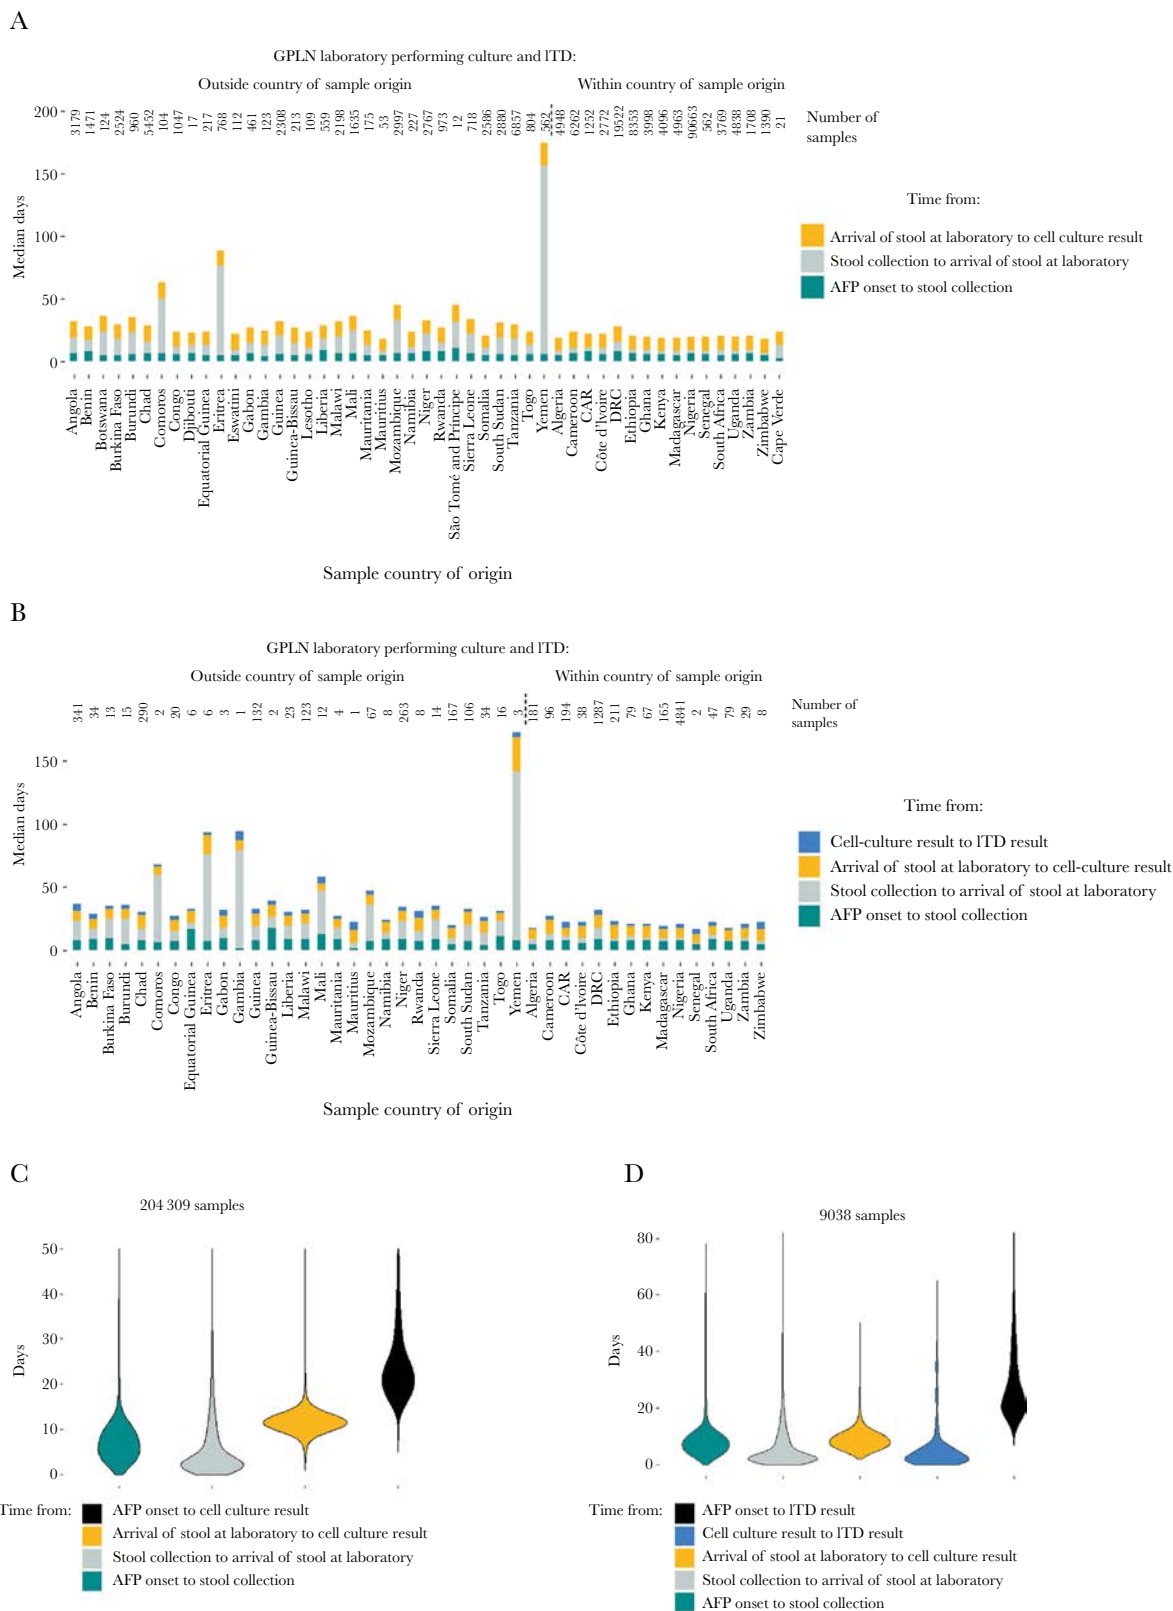 A
GPLN laboratory performing culture and lTD:
Outside country of sample origin
Within country of sample origin
3179 1471 124 2524 960 5452 104 1047 17 217 768 112 461 123 2308 213 109 559 2198 1635 175 53 2997 227 2767 973 12 718 2586 2880 6857 804 562 4948 6262 1252 2772 19522 8353 3998 4096 4963 90663 562 3769 4838 1708 1390 21
Number of
samples
Median days
200
150
100
50
0
Time from:
Arrival of stool at laboratory to cell culture result
Stool collection to arrival of stool at laboratory
AFP onset to stool collection
Angola Benin Botswana Burkina Faso Burundi Chad Comoros Congo Djibouti Equatorial Guinea Eritrea Eswatini Gabon Gambia Guinea Guinea-Bissau Lesotho Liberia Malawi Mali Mauritania Mauritius Mozambique Namibia Niger Rwanda São Tomé and Príncipe Sierra Leone Somalia South Sudan Tanzania Togo Yemen Algeria Cameroon CAR Côte d'Ivoire DRC Ethiopia Ghana Kenya Madagascar Nigeria Senegal South Africa Uganda Zambia Zimbabwe Cape Verde
Sample country of origin
B
GPLN laboratory performing culture and lTD:
Outside country of sample origin
Within country of sample origin
341 34 13 15 290 2 20 6 6 3 1 132 2 23 123 12 4 1 67 8 263 8 14 167 106 34 16 3 181 96 194 38 1287 211 79 67 165 4841 2 47 79 29 8
Number of
samples
Median days
150
100
50
0
Time from:
Cell-culture result to lTD result
Arrival of stool at laboratory to cell-culture result
Stool collection to arrival of stool at laboratory
AFP onset to stool collection
Angola Benin Burkina Faso Burundi Chad Comoros Congo Equatorial Guinea Eritrea Gabon Gambia Guinea Guinea-Bissau Liberia Malawi Mali Mauritania Mauritius Mozambique Namibia Niger Rwanda Sierra Leone Somalia South Sudan Tanzania Togo Yemen Algeria Cameroon CAR Côte d'Ivoire DRC Ethiopia Ghana Kenya Madagascar Nigeria Senegal South Africa Uganda Zambia Zimbabwe
Sample country of origin
C
204 309 samples
Days
50
40
30
20
10
0
Time from:
AFP onset to cell culture result
Arrival of stool at laboratory to cell culture result
Stool collection to arrival of stool at laboratory
AFP onset to stool collection
D
9038 samples
Days
80
60
40
20
0
Time from:
AFP onset to lTD result
Cell culture result to lTD result
Arrival of stool at laboratory to cell culture result
Stool collection to arrival of stool at laboratory
AFP onset to stool collection